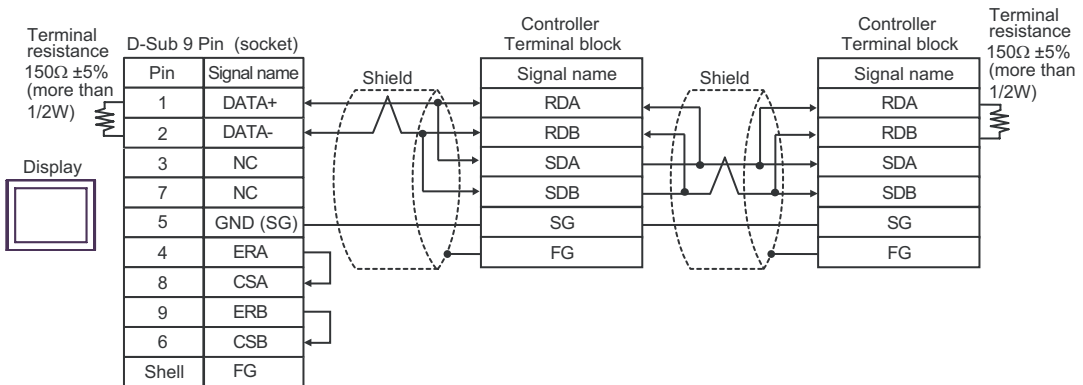 Terminal
resistance
150Ω ±5%
(more than
1/2W)
Display
D-Sub 9 Pin (socket)
Pin Signal name
1 DATA+
2 DATA-
3 NC
7 NC
5 GND (SG)
4 ERA
8 CSA
9 ERB
6 CSB
Shell FG
Shield
Controller
Terminal block
Signal name
RDA
RDB
SDA
SDB
SG
FG
Shield
Controller
Terminal block
Signal name
RDA
RDB
SDA
SDB
SG
FG
Terminal
resistance
150Ω ±5%
(more than
1/2W)